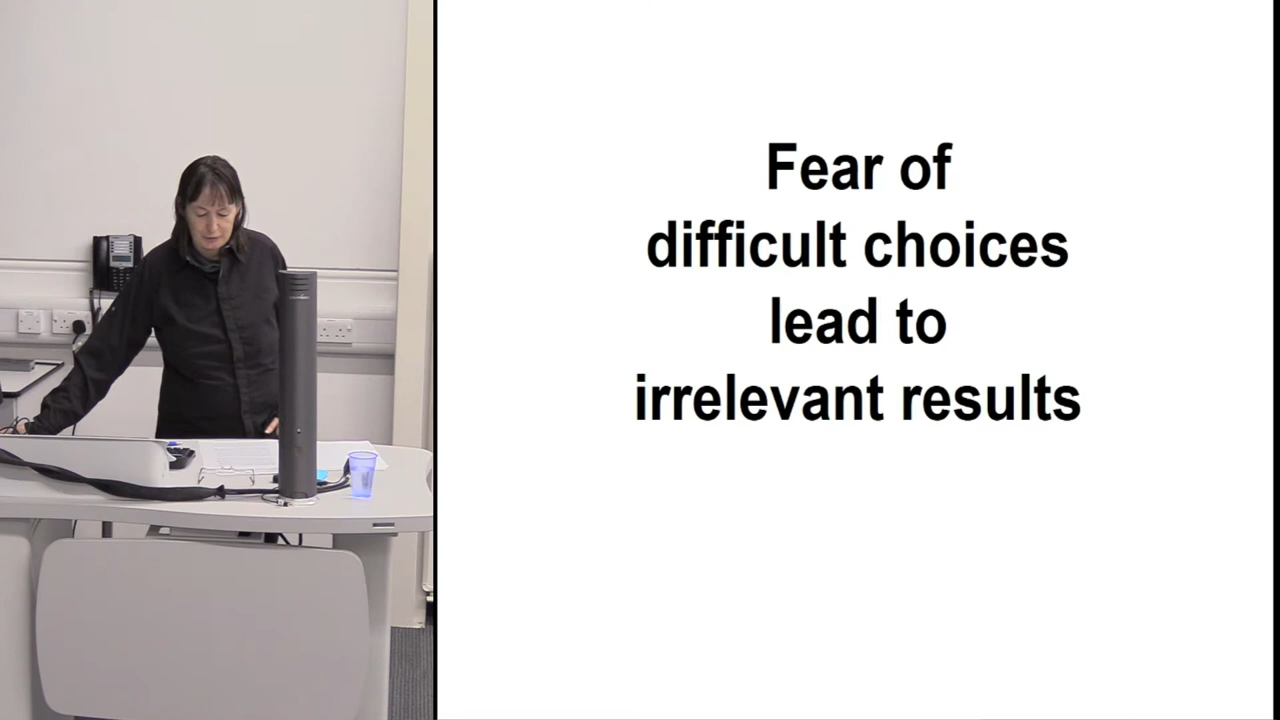 Fear of
difficult choices
lead to
irrelevant results